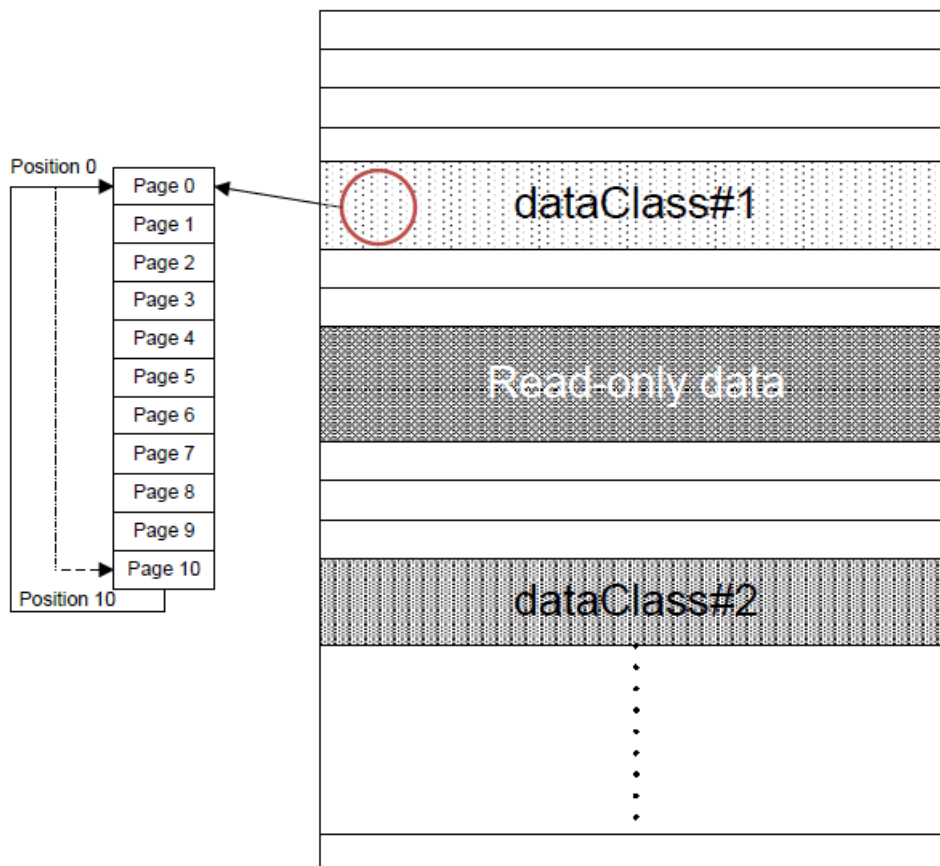 Position 0
Page 0
Page 1
Page 2
Page 3
Page 4
Page 5
Page 6
Page 7
Page 8
Page 9
Page 10
Position 10
dataClass#1
Read-only data
dataClass#2